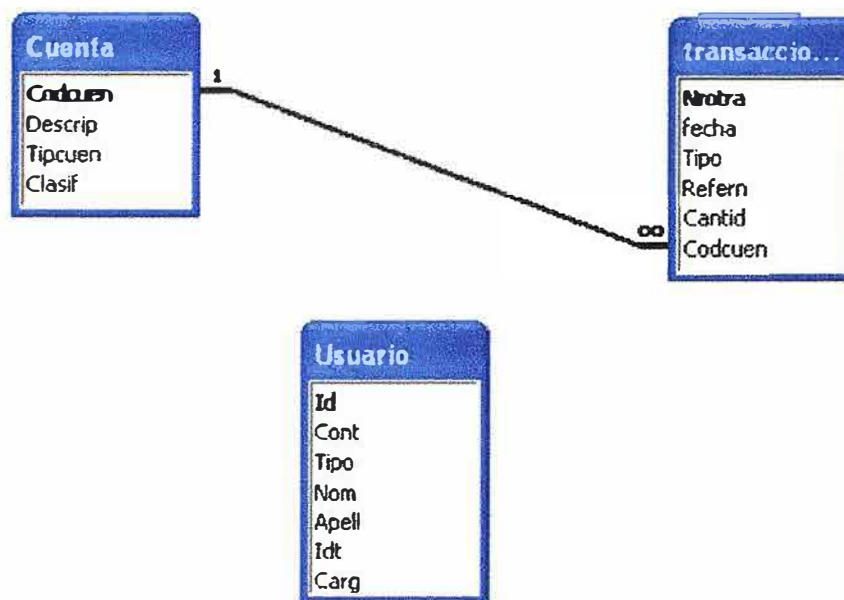 Cuenta
Codcuen
Descrip
Tipcuen
Clasif
1
transaccio...
Nrotra
fecha
Tipo
Refern
Cantid
Codcuen
∞
Usuario
Id
Cont
Tipo
Nom
Apell
Idt
Carg